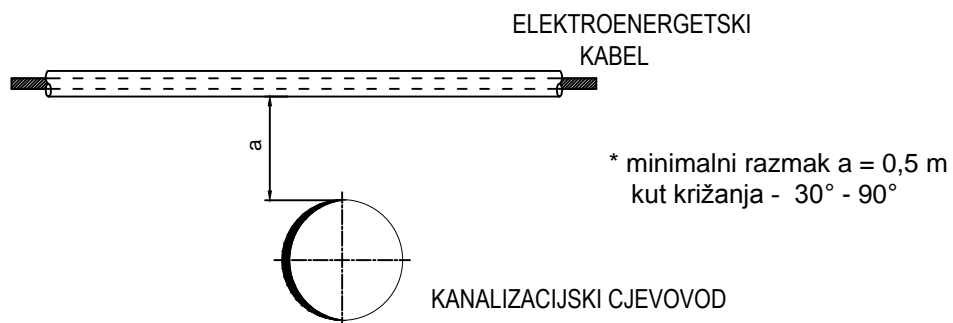 ELEKTROENERGETSKI
KABEL
a
* minimalni razmak a = 0,5 m
kut križanja - 30° - 90°
KANALIZACIJSKI CJEVOVOD